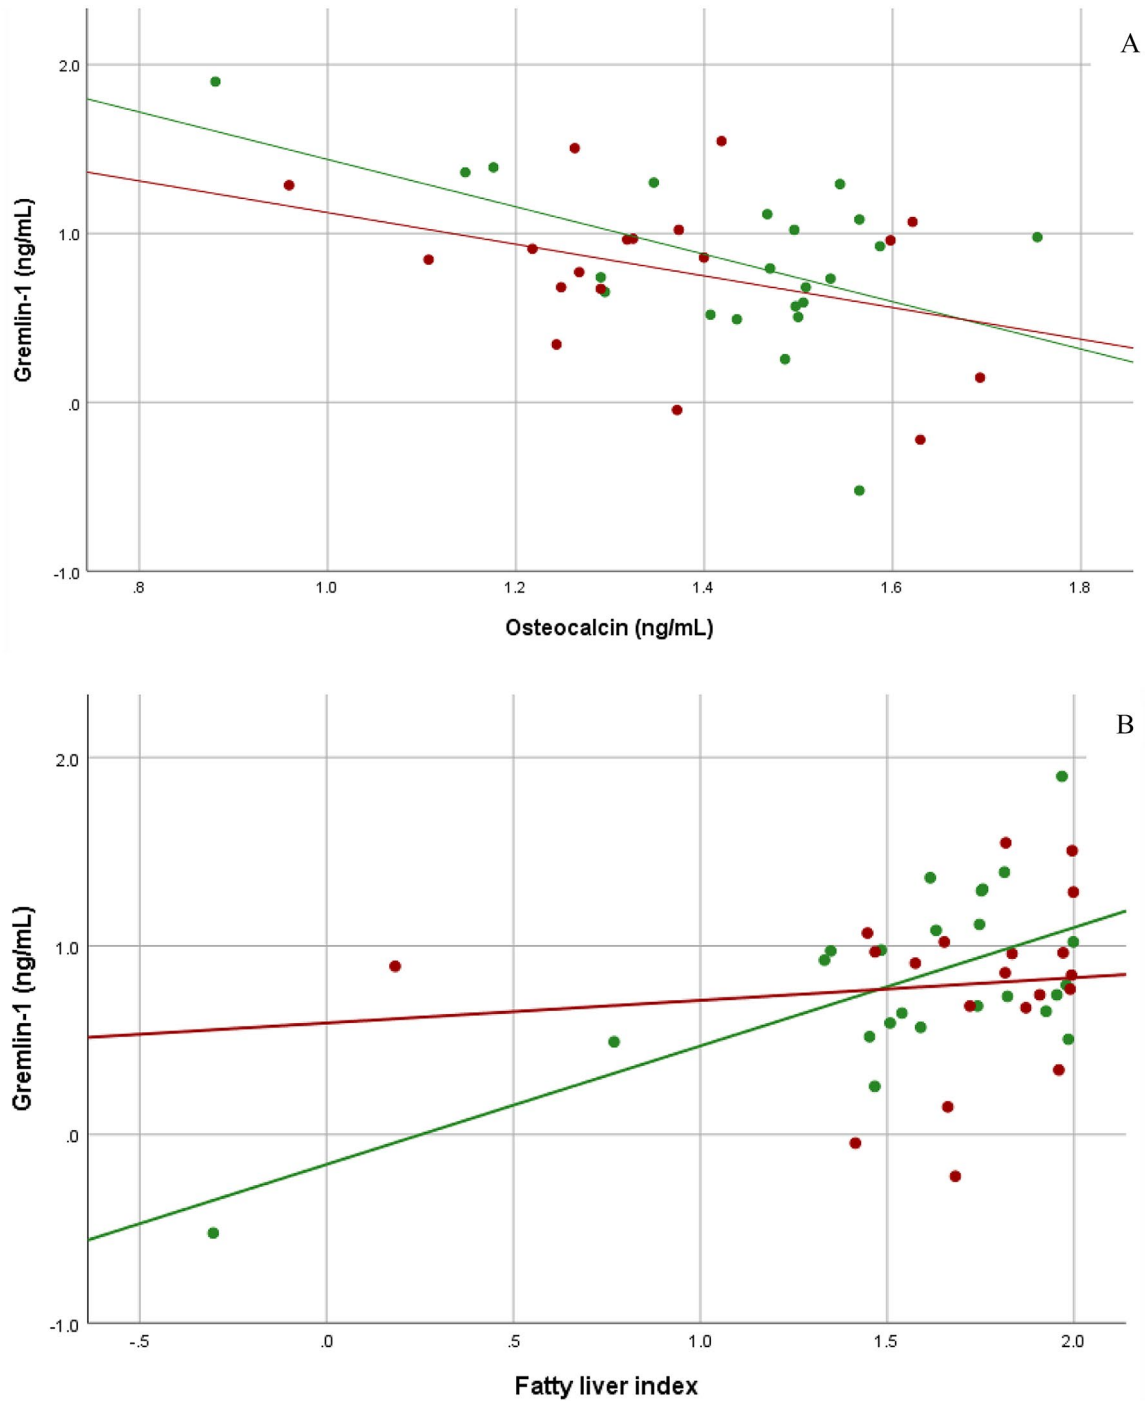 A
2.0
1.0
.0
-1.0
Gremlin-1 (ng/mL)
.8 1.0 1.2 1.4 1.6 1.8
Osteocalcin (ng/mL)
B
2.0
1.0
.0
-1.0
Gremlin-1 (ng/mL)
-.5 .0 .5 1.0 1.5 2.0
Fatty liver index